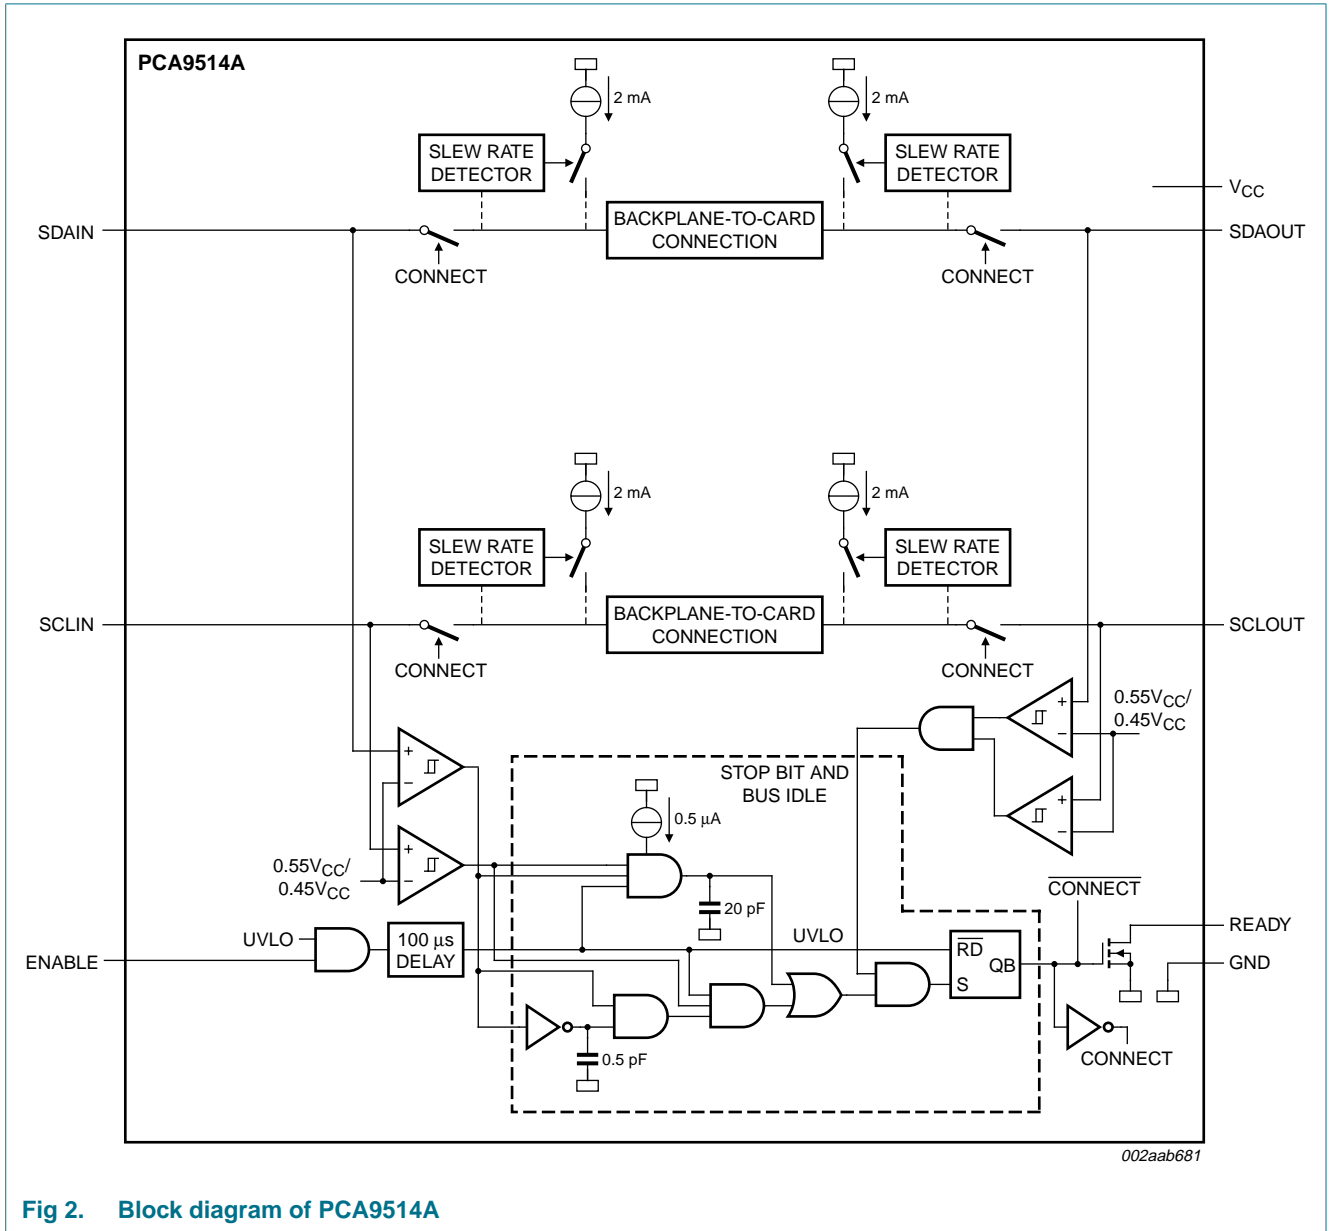 PCA9514A
2 mA
2 mA
SLEW RATE
DETECTOR
SLEW RATE
DETECTOR
VCC
SDAIN
BACKPLANE-TO-CARD
CONNECTION
SDAOUT
CONNECT
CONNECT
2 mA
2 mA
SLEW RATE
DETECTOR
SLEW RATE
DETECTOR
SCLIN
BACKPLANE-TO-CARD
CONNECTION
SCLOUT
CONNECT
CONNECT
0.55VCC/
0.45VCC
+
−
+
−
STOP BIT AND
BUS IDLE
0.5 μA
+
−
+
−
0.55VCC/
0.45VCC
20 pF
CONNECT
UVLO
ENABLE
100 μs
DELAY
UVLO
RD
QB
S
READY
GND
0.5 pF
CONNECT
002aab681
Fig 2. Block diagram of PCA9514A